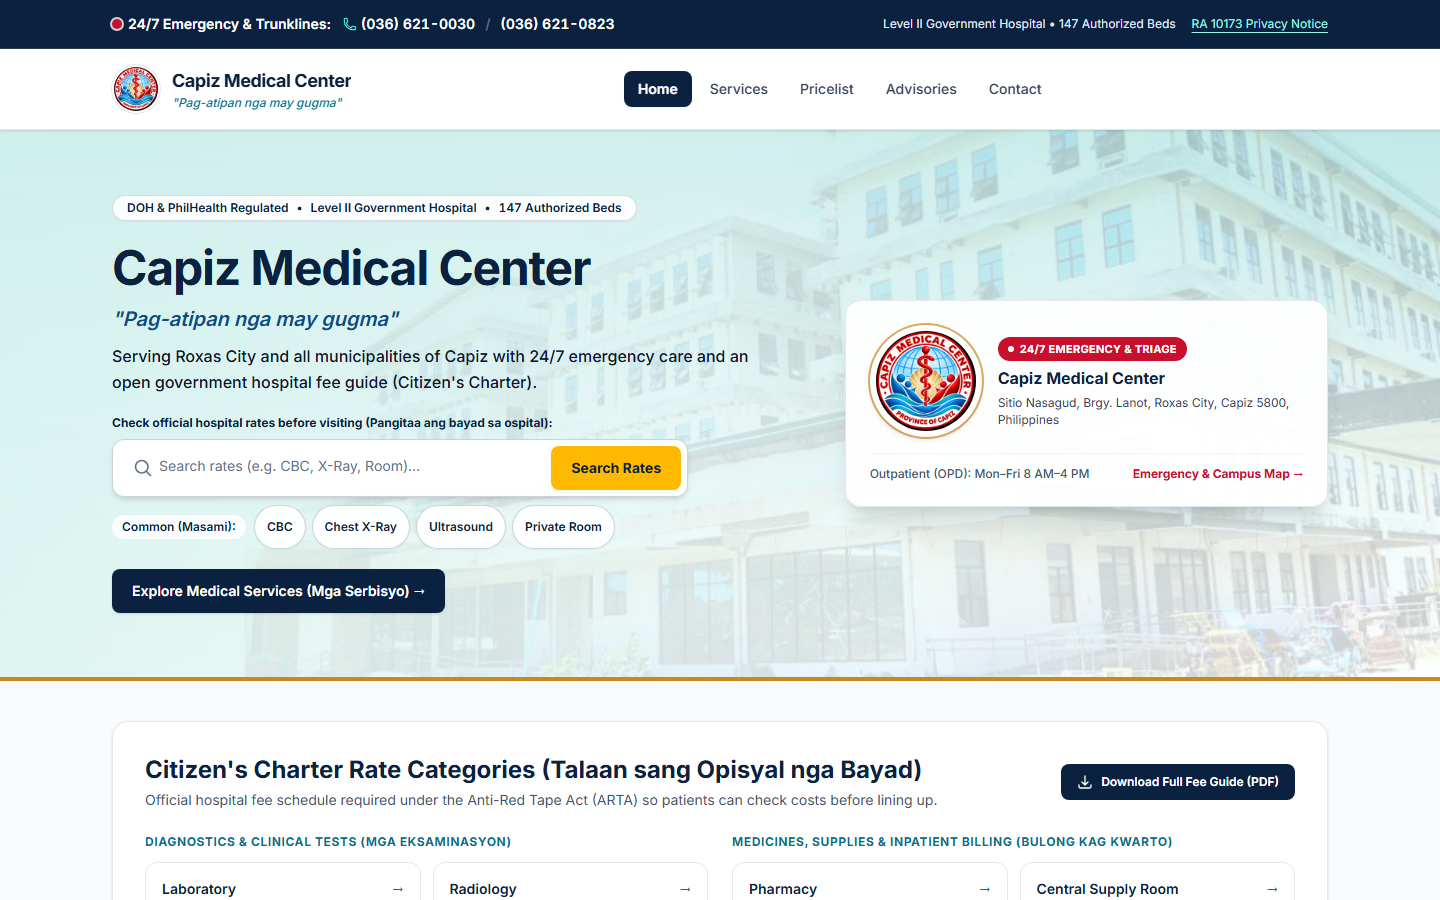 24/7 Emergency & Trunklines: (036) 621-0030 / (036) 621-0823
Level II Government Hospital • 147 Authorized Beds
RA 10173 Privacy Notice
Capiz Medical Center
"Pag-atipan nga may gugma"
Home
Services
Pricelist
Advisories
Contact
DOH & PhilHealth Regulated • Level II Government Hospital • 147 Authorized Beds
Capiz Medical Center
"Pag-atipan nga may gugma"
Serving Roxas City and all municipalities of Capiz with 24/7 emergency care and an
open government hospital fee guide (Citizen's Charter).
Check official hospital rates before visiting (Pangitaa ang bayad sa ospital):
Search rates (e.g. CBC, X-Ray, Room)...
Search Rates
Common (Masami):
CBC
Chest X-Ray
Ultrasound
Private Room
Explore Medical Services (Mga Serbisyo) →
CAPIZ MEDICAL CENTER
PROVINCE OF CAPIZ
24/7 EMERGENCY & TRIAGE
Capiz Medical Center
Sitio Nasagud, Brgy. Lanot, Roxas City, Capiz 5800,
Philippines
Outpatient (OPD): Mon–Fri 8 AM–4 PM
Emergency & Campus Map →
Citizen's Charter Rate Categories (Talaan sang Opisyal nga Bayad)
Official hospital fee schedule required under the Anti-Red Tape Act (ARTA) so patients can check costs before lining up.
Download Full Fee Guide (PDF)
DIAGNOSTICS & CLINICAL TESTS (MGA EKSAMINASYON)
Laboratory →
Radiology →
MEDICINES, SUPPLIES & INPATIENT BILLING (BULONG KAG KWARTO)
Pharmacy →
Central Supply Room →